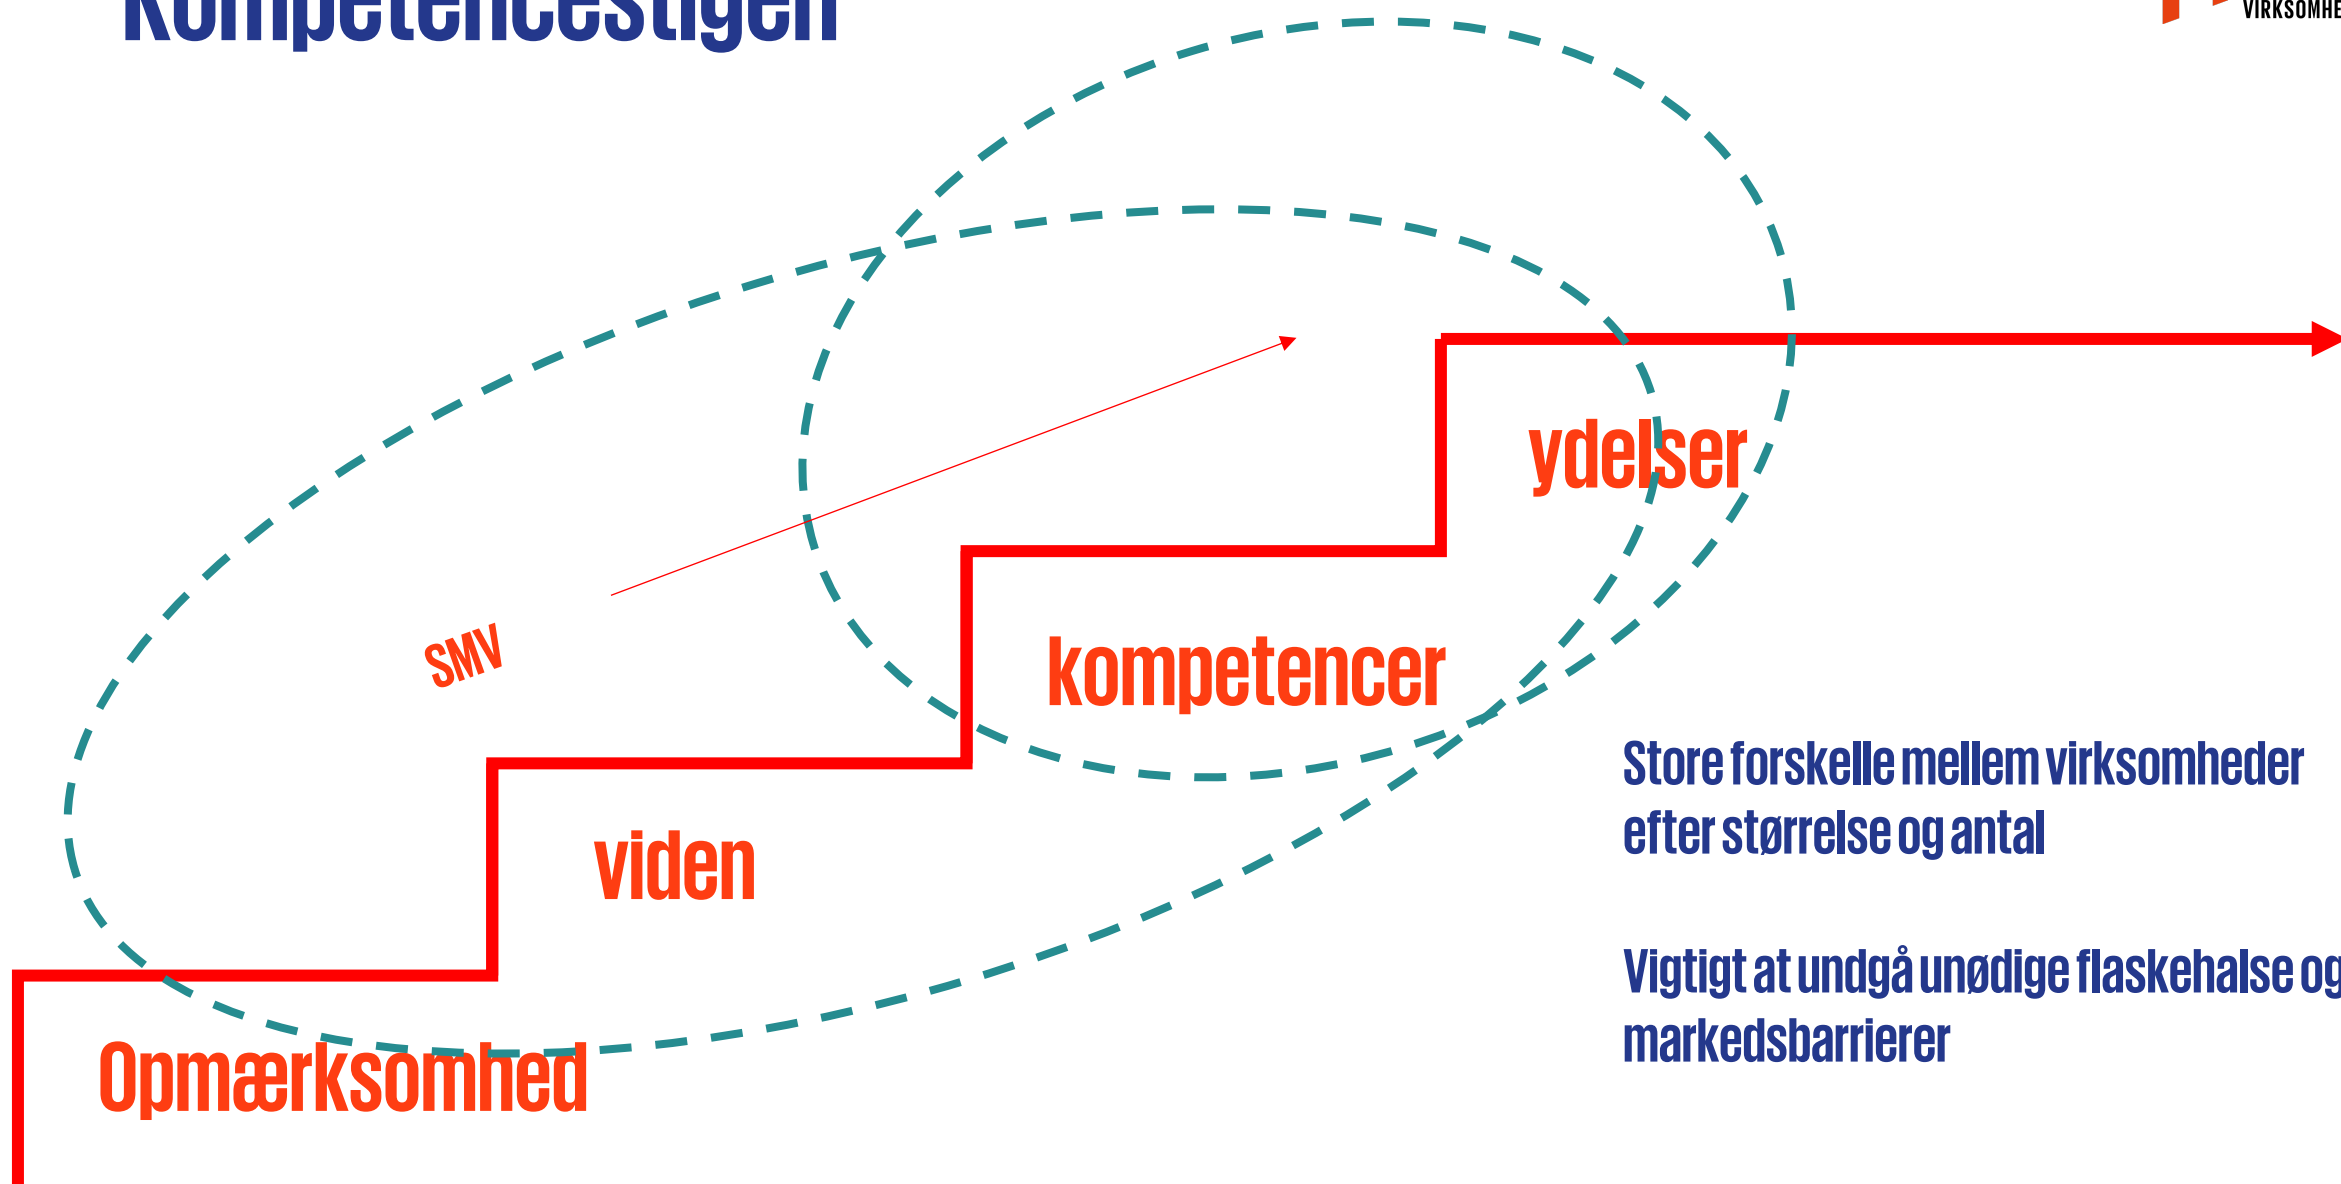 Kompetencestigen
VIRKSOMHE
ydelser
SMV
kompetencer
Store forskelle mellem virksomheder
efter størrelse og antal
viden
Vigtigt at undgå unødige flaskehalse og
markedsbarrierer
Opmærksomhed